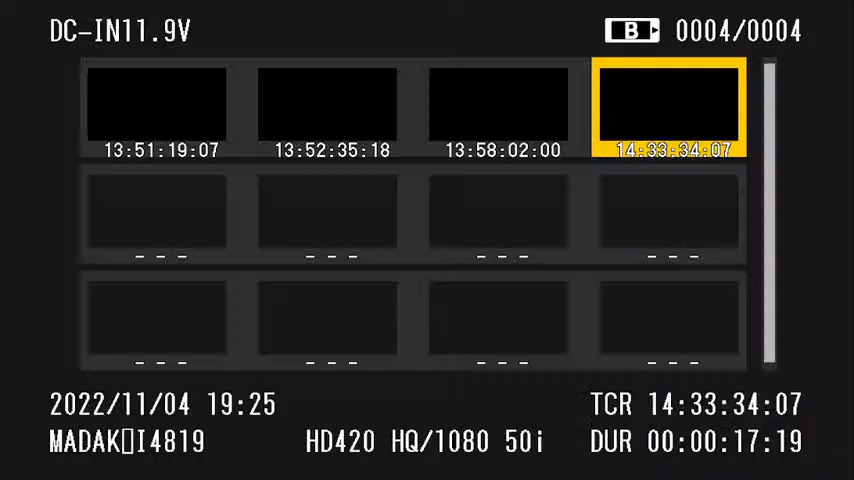 DC-IN11.9V B 0004/0004
13:51:19:07 13:52:35:18 13:58:02:00 14:33:34:07
- - - - - - - - - - - -
- - - - - - - - - - - -
2022/11/04 19:25 TCR 14:33:34:07
MADAK▯I4819 HD420 HQ/1080 50i DUR 00:00:17:19